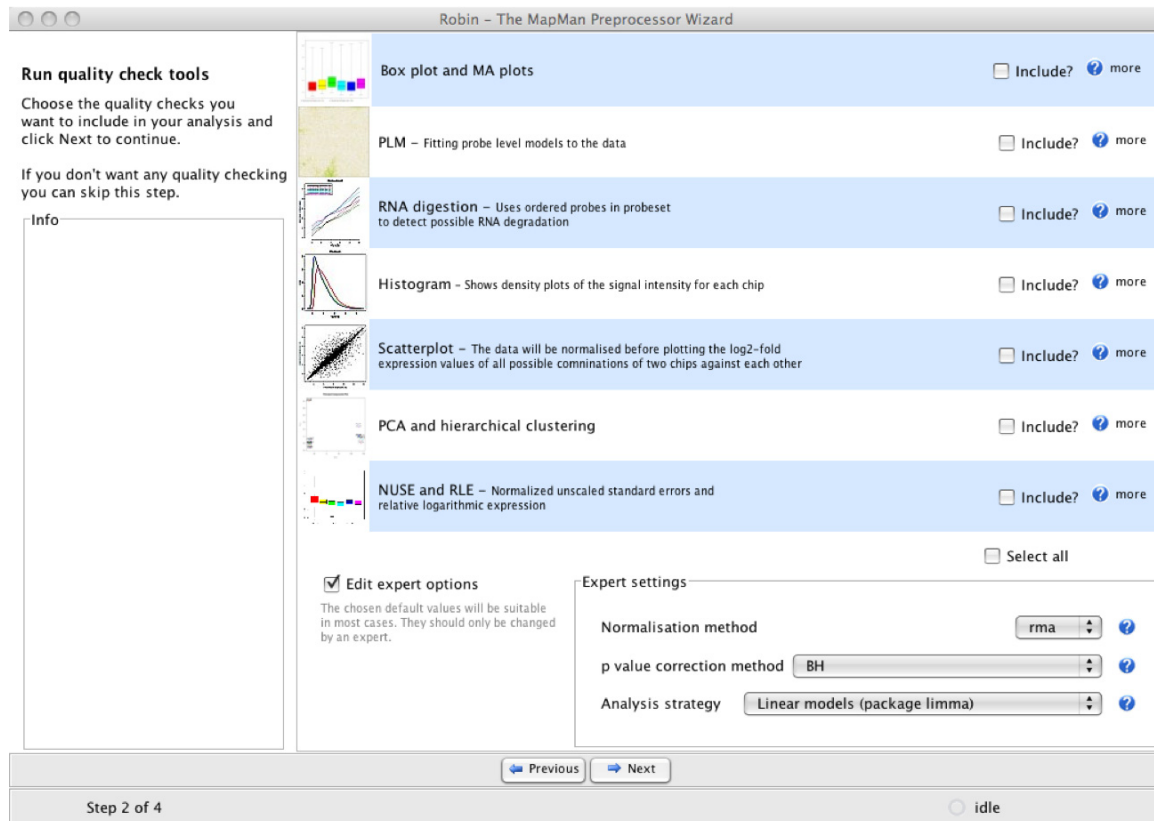 Robin – The MapMan Preprocessor Wizard
Run quality check tools
Choose the quality checks you
want to include in your analysis and
click Next to continue.
If you don't want any quality checking
you can skip this step.
Info
Box plot and MA plots
Include?
more
PLM – Fitting probe level models to the data
Include?
more
RNA digestion – Uses ordered probes in probeset
to detect possible RNA degradation
Include?
more
Histogram – Shows density plots of the signal intensity for each chip
Include?
more
Scatterplot – The data will be normalised before plotting the log2-fold
expression values of all possible comninations of two chips against each other
Include?
more
PCA and hierarchical clustering
Include?
more
NUSE and RLE – Normalized unscaled standard errors and
relative logarithmic expression
Include?
more
Select all
Edit expert options
The chosen default values will be suitable
in most cases. They should only be changed
by an expert.
Expert settings
Normalisation method
rma
p value correction method
BH
Analysis strategy
Linear models (package limma)
Previous
Next
Step 2 of 4
idle